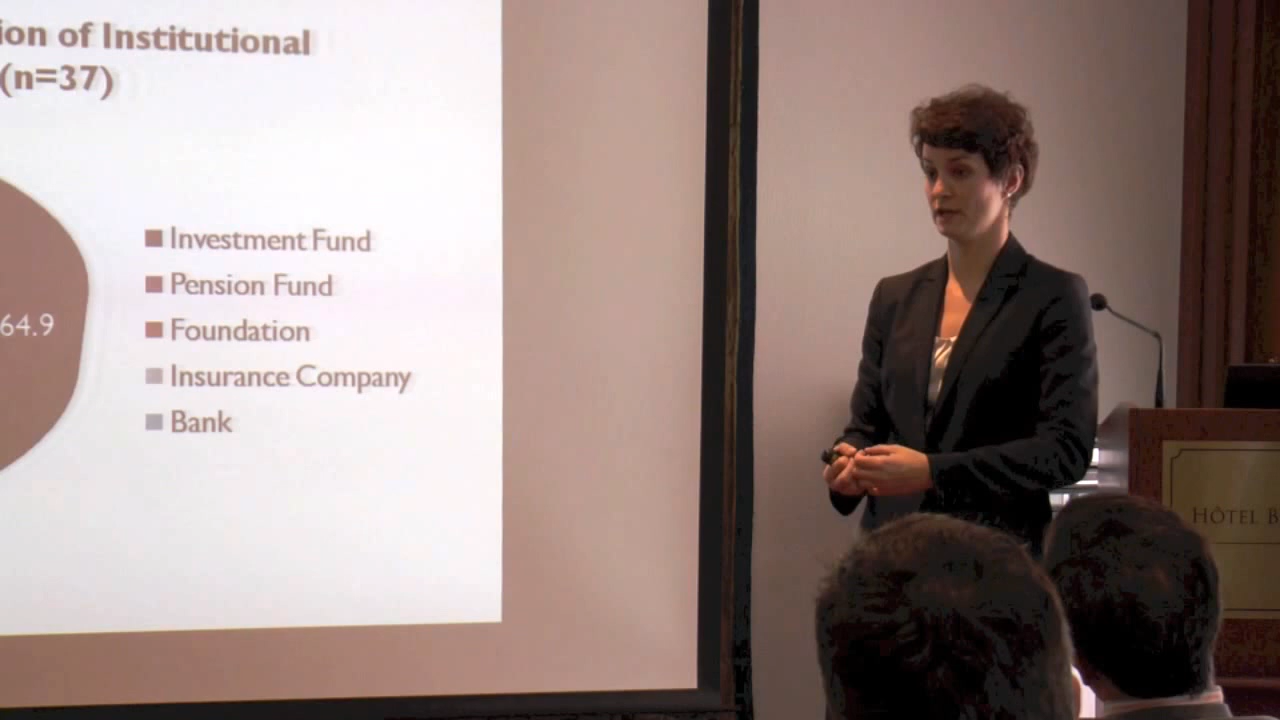 ion of Institutional
(n=37)
64.9
Investment Fund
Pension Fund
Foundation
Insurance Company
Bank
HÔTEL B